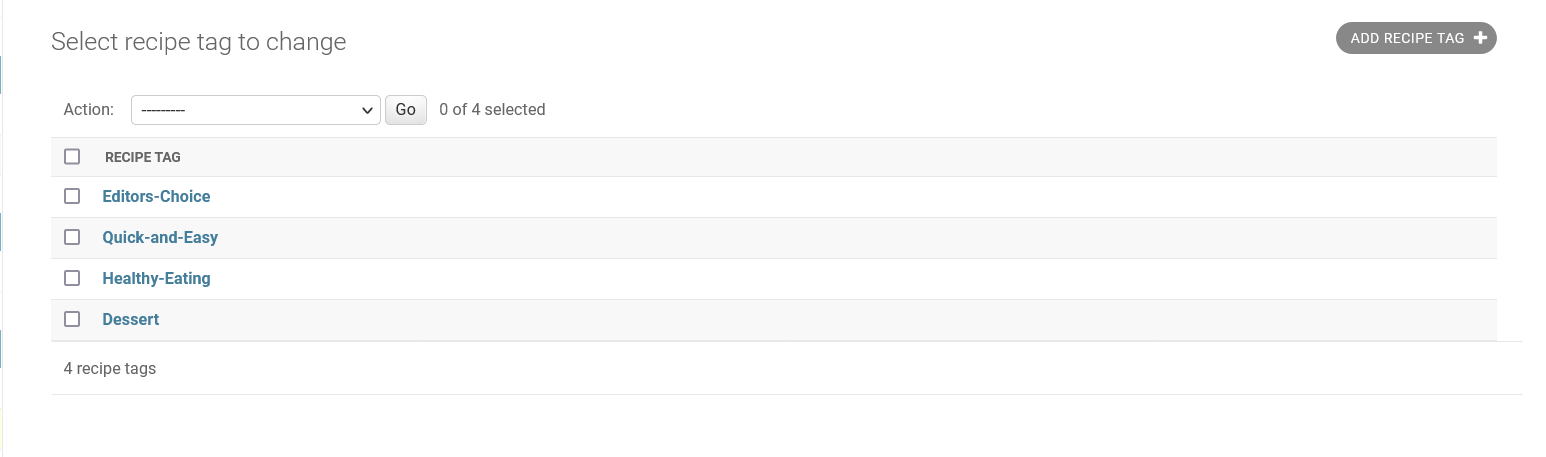 Select recipe tag to change
ADD RECIPE TAG
Action: --------- Go 0 of 4 selected
RECIPE TAG
Editors-Choice
Quick-and-Easy
Healthy-Eating
Dessert
4 recipe tags